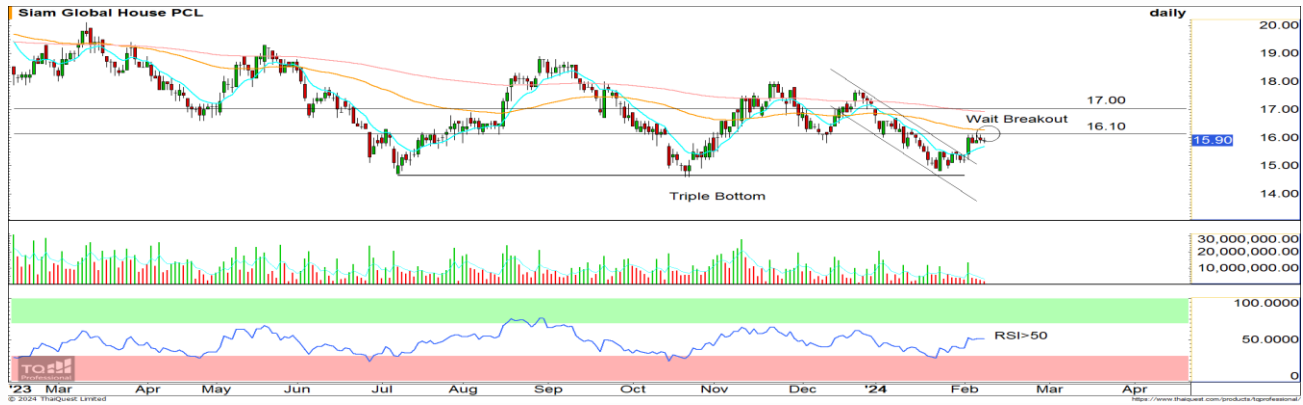 Siam Global House PCL daily
20.00
19.00
18.00
17.00
17.00
Wait Breakout
16.10
16.00
15.90
15.00
14.00
Triple Bottom
30,000,000.00
20,000,000.00
10,000,000.00
100.0000
RSI>50
50.0000
0
TQ
Professional
'23 Mar Apr May Jun Jul Aug Sep Oct Nov Dec '24 Feb Mar Apr
© 2024 ThaiQuest Limited https://www.thaiquest.com/products/tqprofessional/